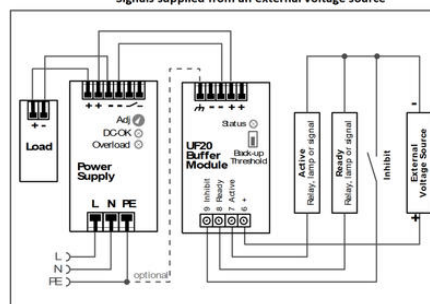 Signals supplied from an external voltage source
+ + - -
Adj
DC-OK
Overload
Power
Supply
L N PE
+ -
Load
- - + +
Status
UF20
Buffer
Module
Back-up
Threshold
9 Inhibit
8 Ready
7 Active
6 +
Active
Relay, lamp or signal
Ready
Relay, lamp or signal
Inhibit
-
External
Voltage Source
+
L
N
PE
optional